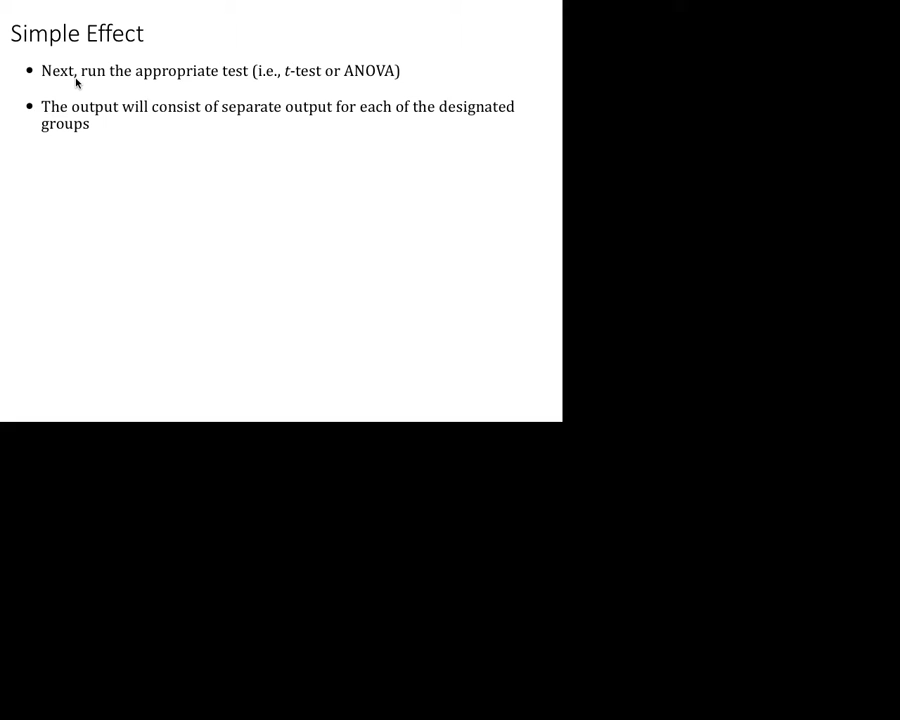 Simple Effect
• Next, run the appropriate test (i.e., t-test or ANOVA)
• The output will consist of separate output for each of the designated
groups